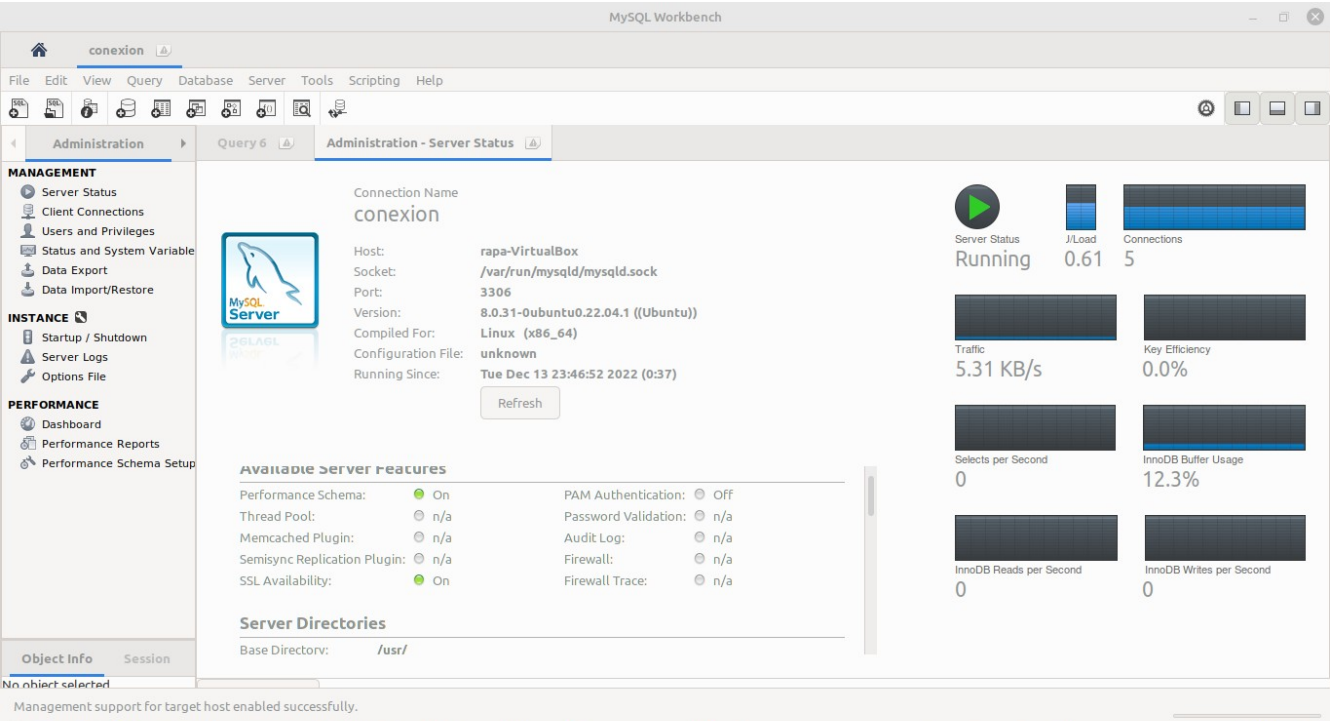 MySQL Workbench
conexion
File Edit View Query Database Server Tools Scripting Help
Administration
Query 6
Administration - Server Status
MANAGEMENT
Server Status
Client Connections
Users and Privileges
Status and System Variable
Data Export
Data Import/Restore
INSTANCE
Startup / Shutdown
Server Logs
Options File
PERFORMANCE
Dashboard
Performance Reports
Performance Schema Setup
Object Info Session
No object selected
Connection Name
conexion
MySQL
Server
Host: rapa-VirtualBox
Socket: /var/run/mysqld/mysqld.sock
Port: 3306
Version: 8.0.31-0ubuntu0.22.04.1 ((Ubuntu))
Compiled For: Linux (x86_64)
Configuration File: unknown
Running Since: Tue Dec 13 23:46:52 2022 (0:37)
Refresh
Available Server Features
Performance Schema: On PAM Authentication: Off
Thread Pool: n/a Password Validation: n/a
Memcached Plugin: n/a Audit Log: n/a
Semisync Replication Plugin: n/a Firewall: n/a
SSL Availability: On Firewall Trace: n/a
Server Directories
Base Directory: /usr/
Server Status J/Load Connections
Running 0.61 5
Traffic Key Efficiency
5.31 KB/s 0.0%
Selects per Second InnoDB Buffer Usage
0 12.3%
InnoDB Reads per Second InnoDB Writes per Second
0 0
Management support for target host enabled successfully.